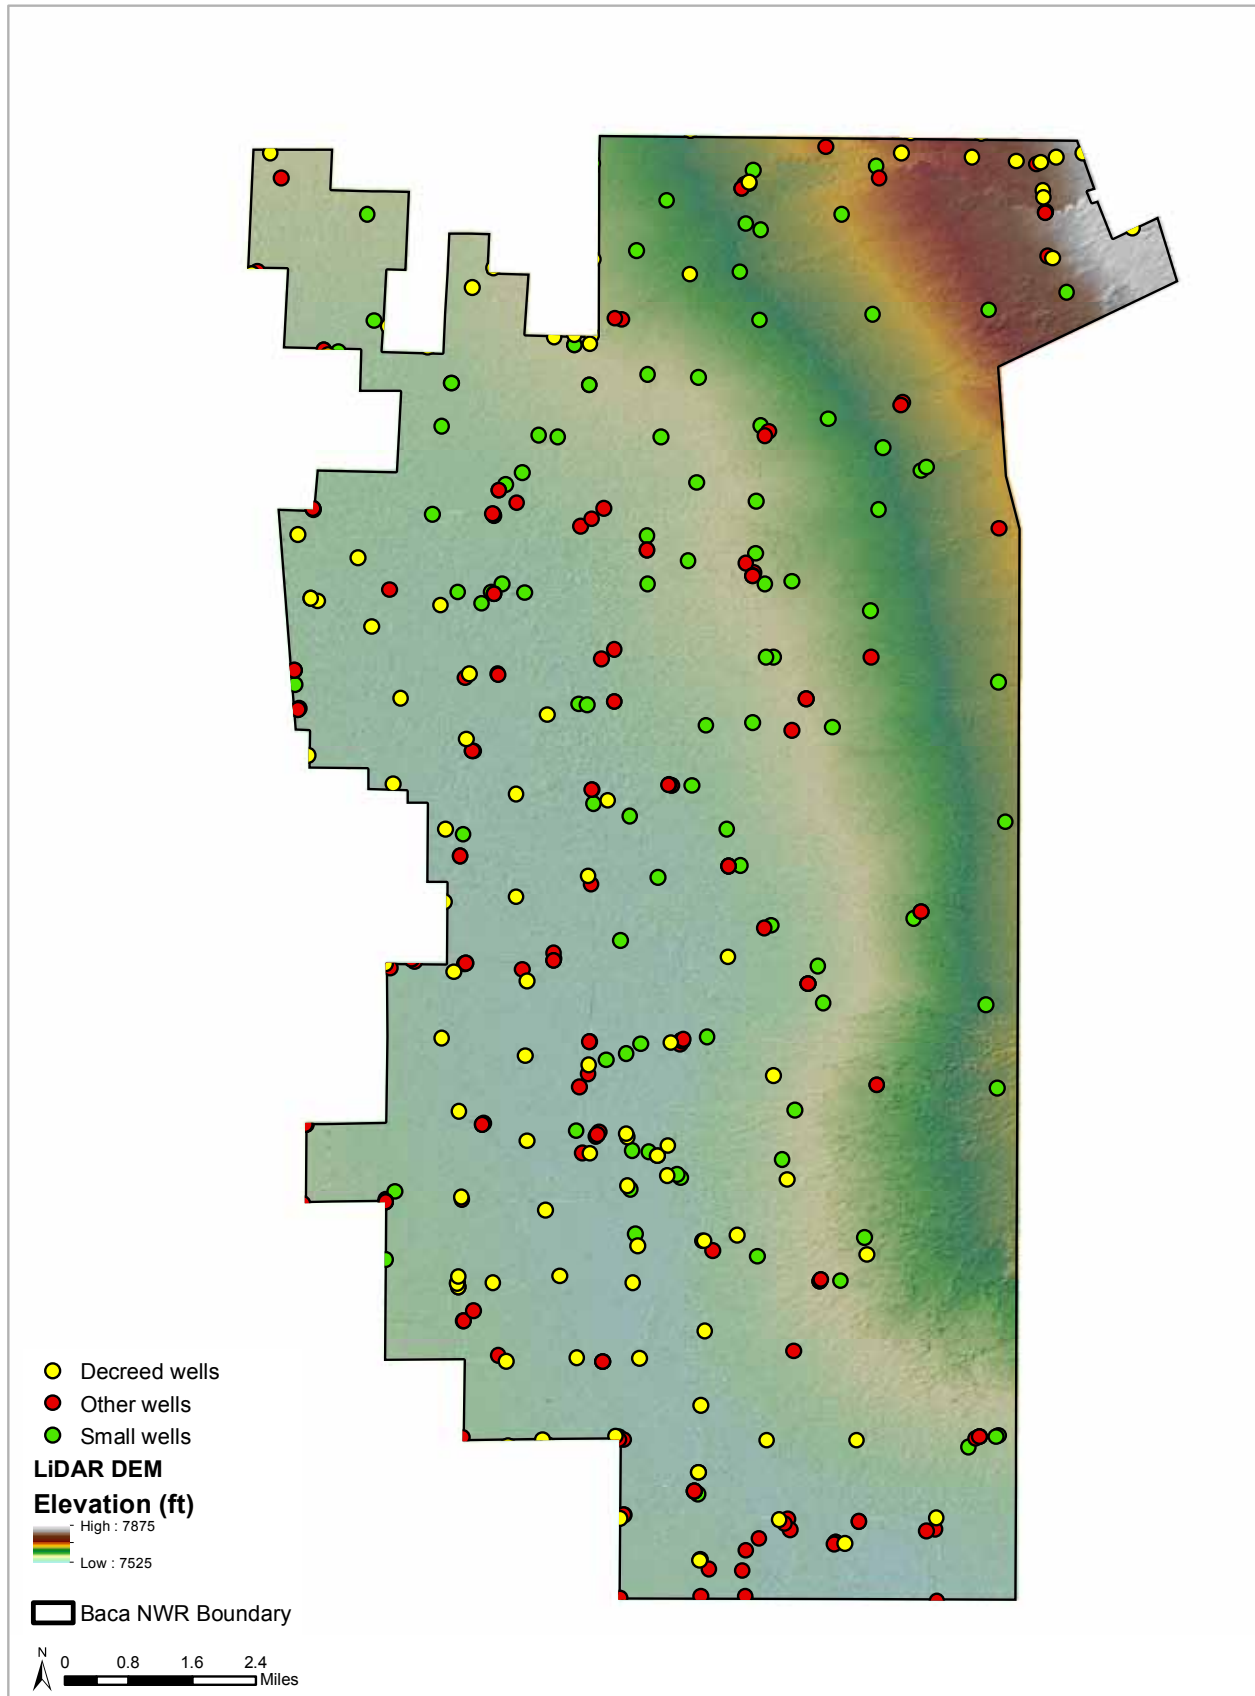 Decreed wells
Other wells
Small wells
LiDAR DEM
Elevation (ft)
High : 7875
Low : 7525
Baca NWR Boundary
N
0 0.8 1.6 2.4
Miles